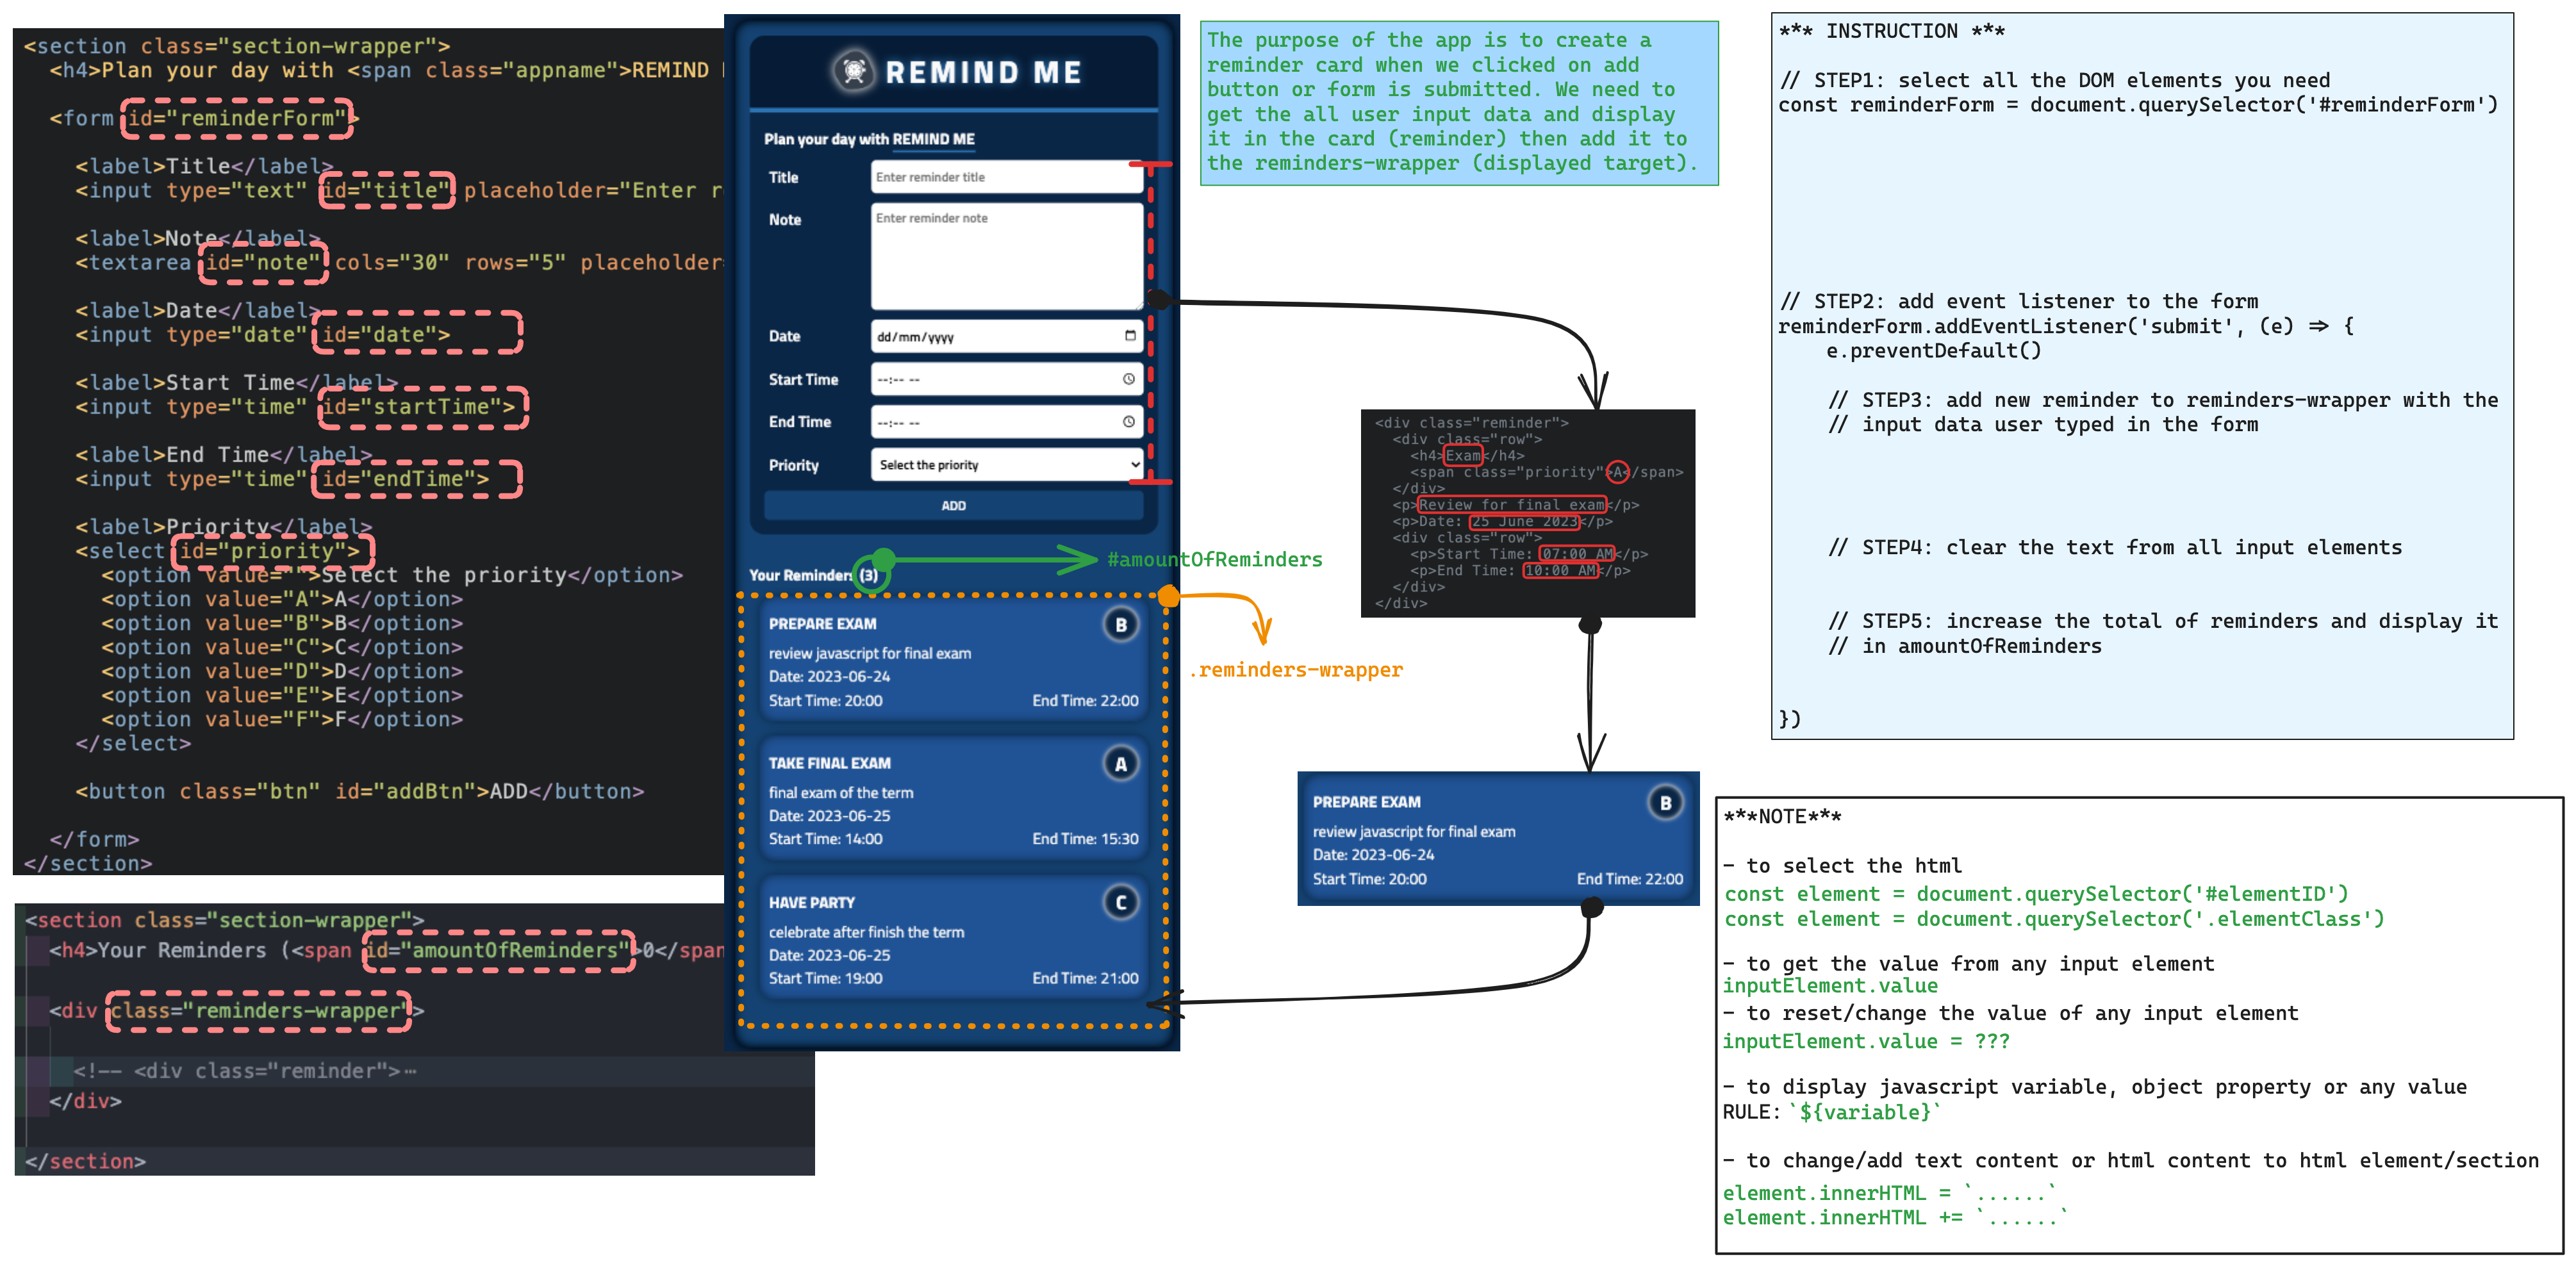 <section class="section-wrapper">
<h4>Plan your day with <span class="appname">REMIND
<form id="reminderForm">
<label>Title</label>
<input type="text" id="title" placeholder="Enter
<label>Note</label>
<textarea id="note" cols="30" rows="5" placeholder=
<label>Date</label>
<input type="date" id="date">
<label>Start Time</label>
<input type="time" id="startTime">
<label>End Time</label>
<input type="time" id="endTime">
<label>Priority</label>
<select id="priority">
<option value="">Select the priority</option>
<option value="A">A</option>
<option value="B">B</option>
<option value="C">C</option>
<option value="D">D</option>
<option value="E">E</option>
<option value="F">F</option>
</select>
<button class="btn" id="addBtn">ADD</button>
</form>
</section>
<section class="section-wrapper">
<h4>Your Reminders (<span id="amountOfReminders">0</span
<div class="reminders-wrapper">
<!-- <div class="reminder">⋯
</div>
</section>
REMIND ME
Plan your day with REMIND ME
Title
Enter reminder title
Note
Enter reminder note
Date
dd/mm/yyyy
Start Time
--:-- --
End Time
--:-- --
Priority
Select the priority
ADD
Your Reminders (3)
#amountOfReminders
PREPARE EXAM B
review javascript for final exam
Date: 2023-06-24
Start Time: 20:00 End Time: 22:00
TAKE FINAL EXAM A
final exam of the term
Date: 2023-06-25
Start Time: 14:00 End Time: 15:30
HAVE PARTY C
celebrate after finish the term
Date: 2023-06-25
Start Time: 19:00 End Time: 21:00
.reminders-wrapper
The purpose of the app is to create a
reminder card when we clicked on add
button or form is submitted. We need to
get the all user input data and display
it in the card (reminder) then add it to
the reminders-wrapper (displayed target).
<div class="reminder">
<div class="row">
<h4>Exam</h4>
<span class="priority">A</span>
</div>
<p>Review for final exam</p>
<p>Date: 25 June 2023</p>
<div class="row">
<p>Start Time: 07:00 AM</p>
<p>End Time: 10:00 AM</p>
</div>
</div>
PREPARE EXAM B
review javascript for final exam
Date: 2023-06-24
Start Time: 20:00 End Time: 22:00
*** INSTRUCTION ***
// STEP1: select all the DOM elements you need
const reminderForm = document.querySelector('#reminderForm')
// STEP2: add event listener to the form
reminderForm.addEventListener('submit', (e) => {
e.preventDefault()
// STEP3: add new reminder to reminders-wrapper with the
// input data user typed in the form
// STEP4: clear the text from all input elements
// STEP5: increase the total of reminders and display it
// in amountOfReminders
})
***NOTE***
- to select the html
const element = document.querySelector('#elementID')
const element = document.querySelector('.elementClass')
- to get the value from any input element
inputElement.value
- to reset/change the value of any input element
inputElement.value = ???
- to display javascript variable, object property or any value
RULE: `${variable}`
- to change/add text content or html content to html element/section
element.innerHTML = `......`
element.innerHTML += `......`